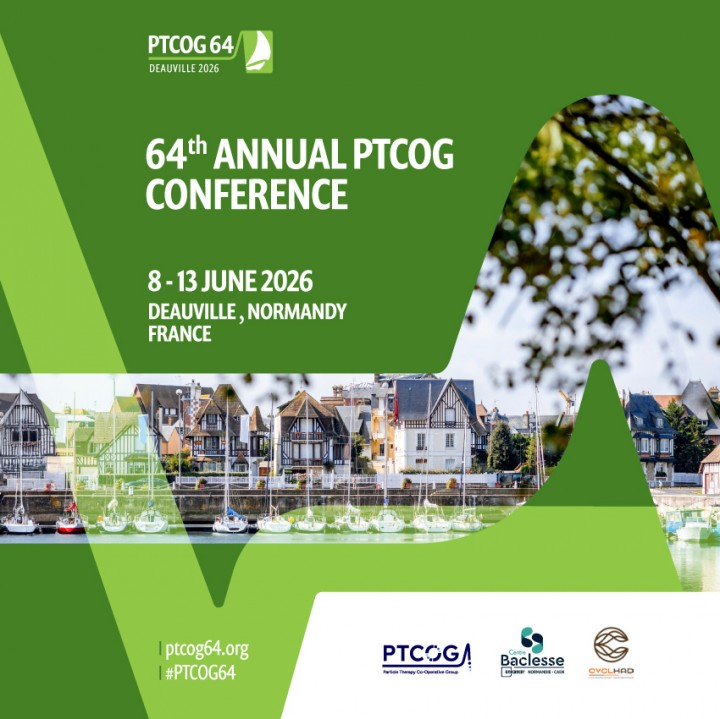 PTCOG 64
DEAUVILLE 2026
64th ANNUAL PTCOG
CONFERENCE
8 - 13 JUNE 2026
DEAUVILLE , NORMANDY
FRANCE
ptcog64.org
#PTCOG64
PTCOG
Particle Therapy Co-Operative Group
Centre
Baclesse
NORMANDIE - CAEN
CYCLHAD